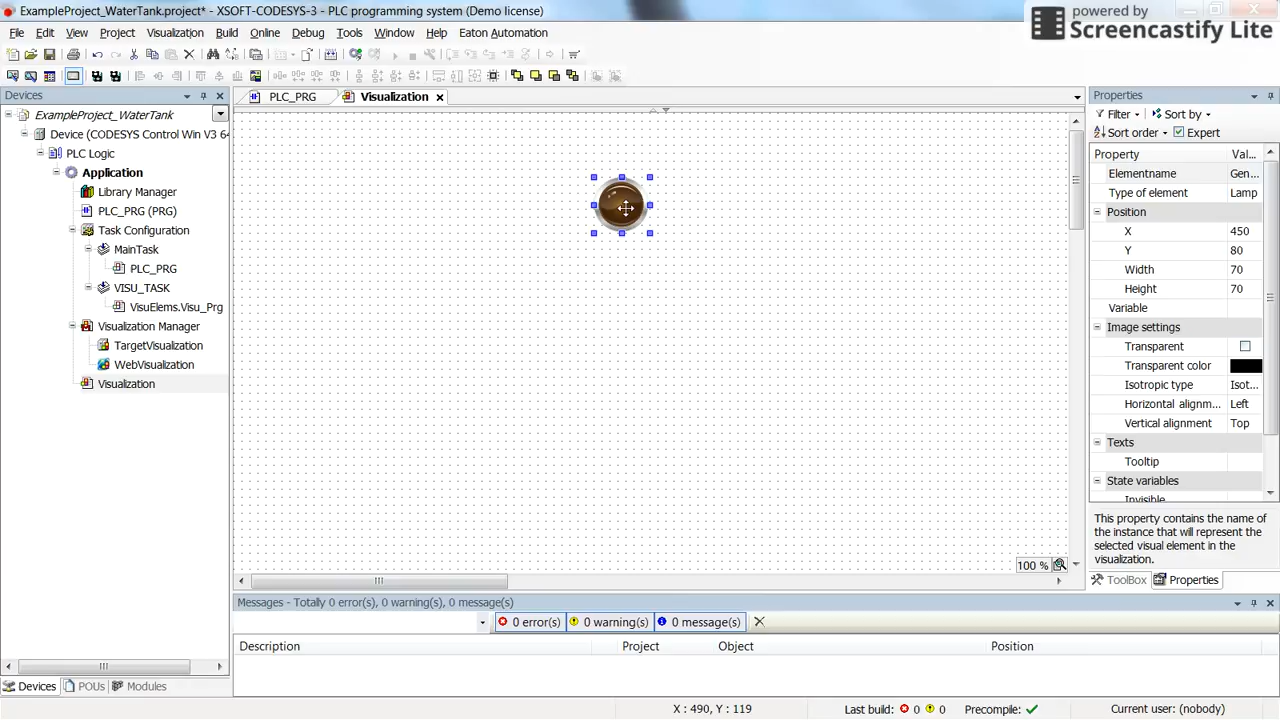 ExampleProject_WaterTank.project* - XSOFT-CODESYS-3 - PLC programming system (Demo license)
powered by
Screencastify Lite
File Edit View Project Visualization Build Online Debug Tools Window Help Eaton Automation
Devices
ExampleProject_WaterTank
Device (CODESYS Control Win V3 64
PLC Logic
Application
Library Manager
PLC_PRG (PRG)
Task Configuration
MainTask
PLC_PRG
VISU_TASK
VisuElems.Visu_Prg
Visualization Manager
TargetVisualization
WebVisualization
Visualization
Devices POUs Modules
PLC_PRG Visualization
100 %
Properties
Filter Sort by
Sort order Expert
Property Val...
Elementname Gen...
Type of element Lamp
Position
X 450
Y 80
Width 70
Height 70
Variable
Image settings
Transparent
Transparent color
Isotropic type Isot...
Horizontal alignm... Left
Vertical alignment Top
Texts
Tooltip
State variables
Invisible
This property contains the name of
the instance that will represent the
selected visual element in the
visualization.
ToolBox Properties
Messages - Totally 0 error(s), 0 warning(s), 0 message(s)
0 error(s) 0 warning(s) 0 message(s)
Description Project Object Position
X : 490, Y : 119 Last build: 0 0 Precompile: Current user: (nobody)